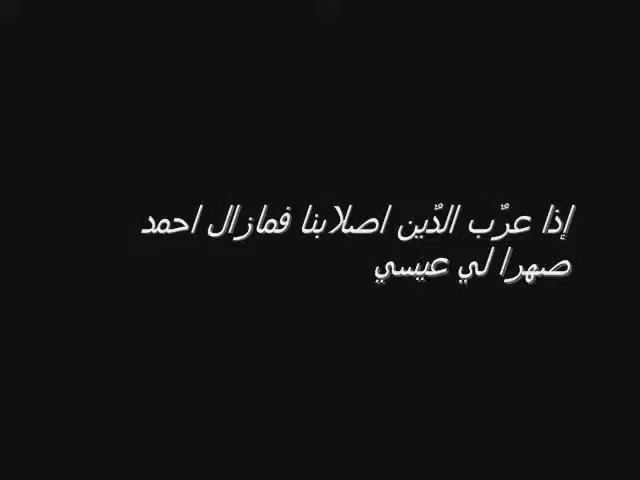 إذا عرّب الدّين اصلابنا فمازال احمد
صهرا لي عيسي